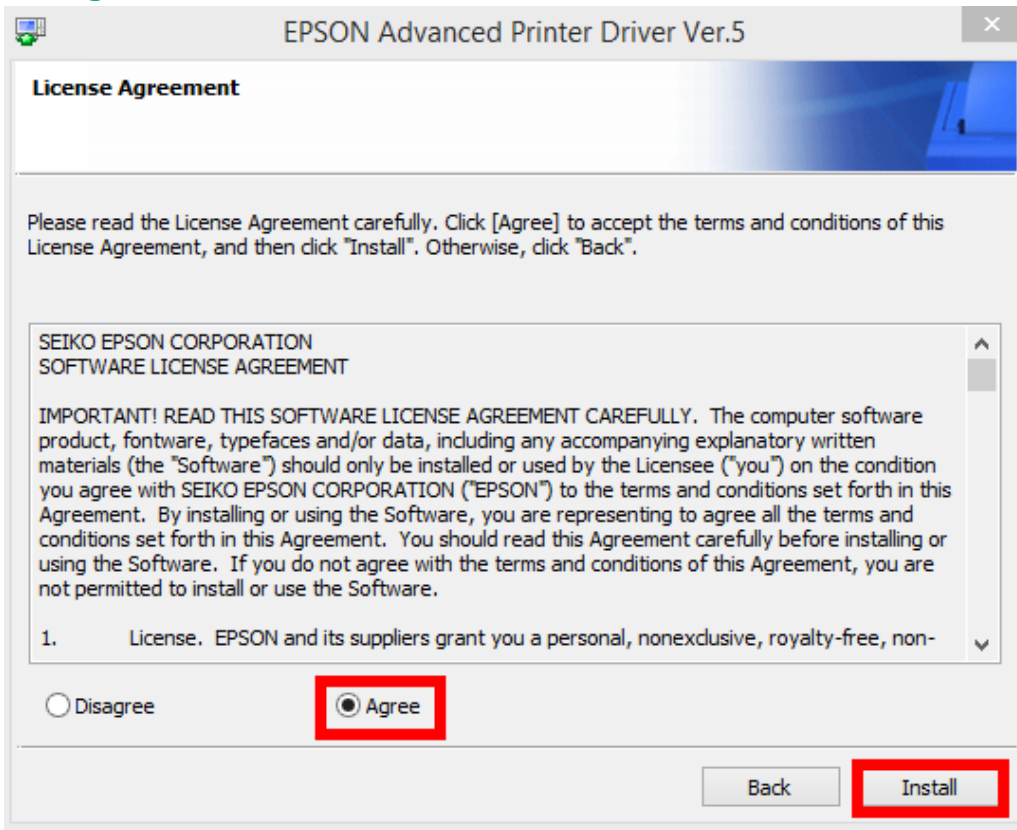 EPSON Advanced Printer Driver Ver.5
License Agreement
Please read the License Agreement carefully. Click [Agree] to accept the terms and conditions of this
License Agreement, and then click "Install". Otherwise, click "Back".
SEIKO EPSON CORPORATION
SOFTWARE LICENSE AGREEMENT
IMPORTANT! READ THIS SOFTWARE LICENSE AGREEMENT CAREFULLY. The computer software
product, fontware, typefaces and/or data, including any accompanying explanatory written
materials (the "Software") should only be installed or used by the Licensee ("you") on the condition
you agree with SEIKO EPSON CORPORATION ("EPSON") to the terms and conditions set forth in this
Agreement. By installing or using the Software, you are representing to agree all the terms and
conditions set forth in this Agreement. You should read this Agreement carefully before installing or
using the Software. If you do not agree with the terms and conditions of this Agreement, you are
not permitted to install or use the Software.
1. License. EPSON and its suppliers grant you a personal, nonexclusive, royalty-free, non-
Disagree Agree
Back Install